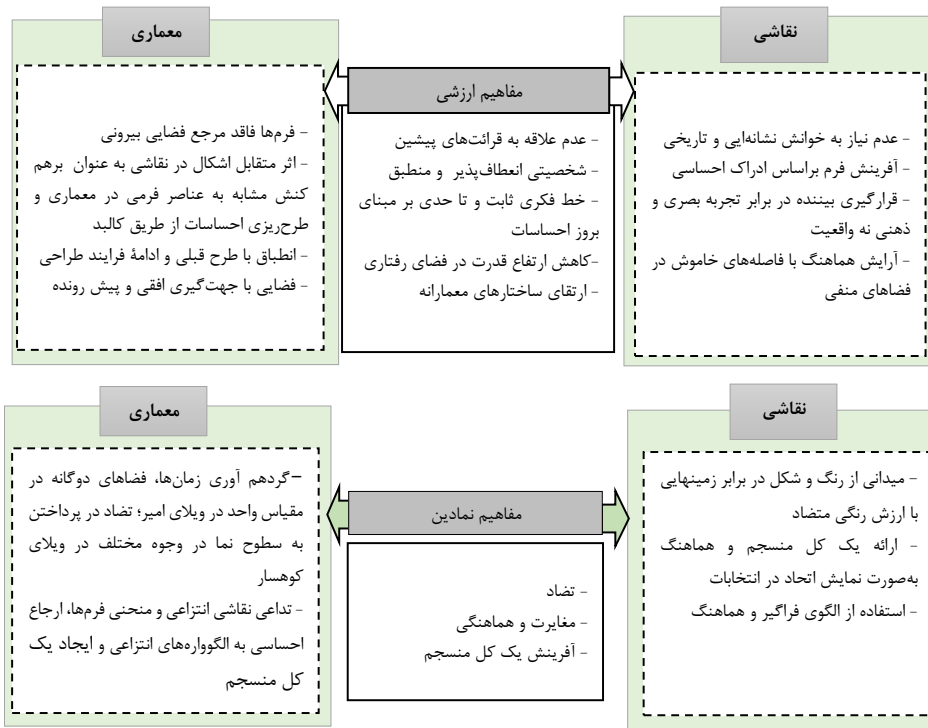 نقاشی
- عدم نیاز به خوانش نشانه‌ایی و تاریخی
- آفرینش فرم براساس ادراک احساسی
- قرارگیری بیننده در برابر تجربه بصری و
ذهنی نه واقعیت
- آرایش هماهنگ با فاصله‌های خاموش در
فضاهای منفی
مفاهیم ارزشی
- عدم علاقه به قرائت‌های پیشین
- شخصیتی انعطاف‌پذیر و منطبق
- خط فکری ثابت و تا حدی بر مبنای
بروز احساسات
-کاهش ارتفاع قدرت در فضای رفتاری
- ارتقای ساختارهای معمارانه
معماری
- فرم‌ها فاقد مرجع فضایی بیرونی
- اثر متقابل اشکال در نقاشی به عنوان برهم
کنش مشابه به عناصر فرمی در معماری و
طرح‌ریزی احساسات از طریق کالبد
- انطباق با طرح قبلی و ادامهٔ فرایند طراحی
- فضایی با جهت‌گیری افقی و پیش رونده
نقاشی
- میدانی از رنگ و شکل در برابر زمینهایی
با ارزش رنگی متضاد
- ارائه یک کل منسجم و هماهنگ
به‌صورت نمایش اتحاد در انتخابات
- استفاده از الگوی فراگیر و هماهنگ
مفاهیم نمادین
- تضاد
- مغایرت و هماهنگی
- آفرینش یک کل منسجم
معماری
–گردهم آوری زمان‌ها، فضاهای دوگانه در
مقیاس واحد در ویلای امیر؛ تضاد در پرداختن
به سطوح نما در وجوه مختلف در ویلای
کوهسار
- تداعی نقاشی انتزاعی و منحنی فرم‌ها، ارجاع
احساسی به الگوواره‌های انتزاعی و ایجاد یک
کل منسجم